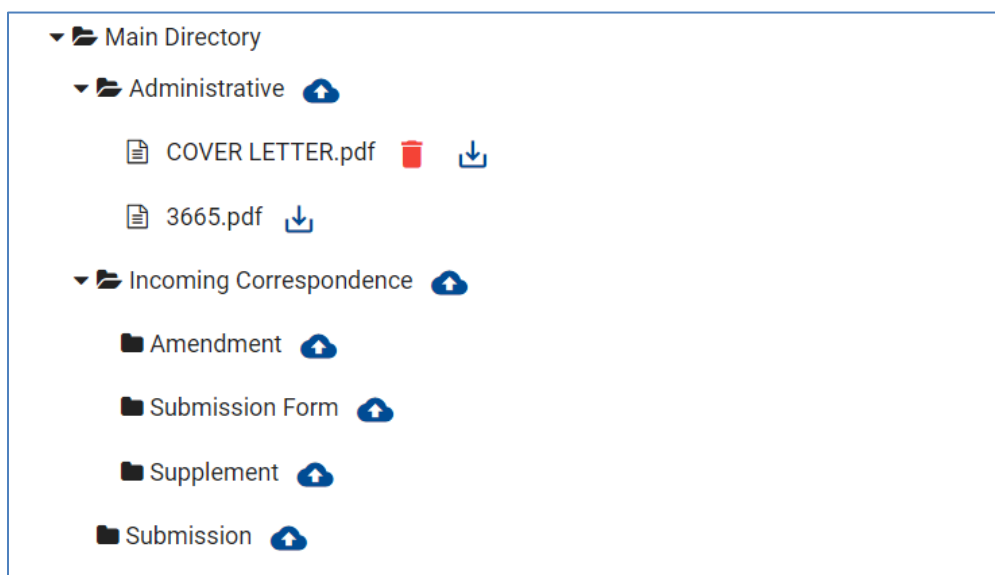 Main Directory
Administrative
COVER LETTER.pdf
3665.pdf
Incoming Correspondence
Amendment
Submission Form
Supplement
Submission